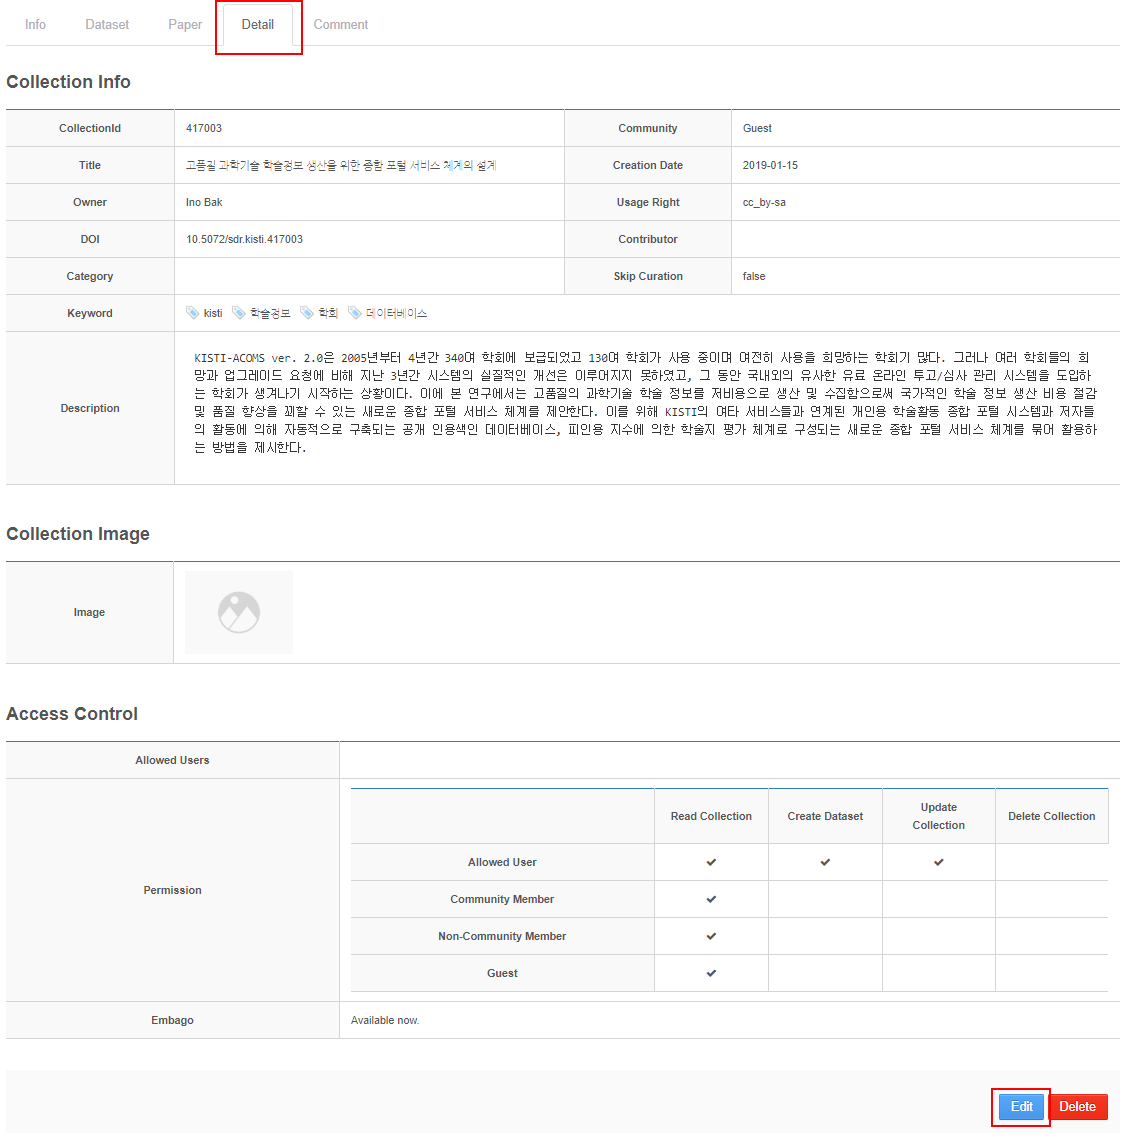 Info Dataset Paper Detail Comment
Collection Info
CollectionId 417003 Community Guest
Title 고품질 과학기술 학술정보 생산을 위한 종합 포털 서비스 체계의 설계 Creation Date 2019-01-15
Owner Ino Bak Usage Right cc_by-sa
DOI 10.5072/sdr.kisti.417003 Contributor
Category Skip Curation false
Keyword kisti 학술정보 학회 데이터베이스
Description
KISTI-ACOMS ver. 2.0은 2005년부터 4년간 340여 학회에 보급되었고 130여 학회가 사용 중이며 여전히 사용을 희망하는 학회기 많다. 그러나 여러 학회들의 희
망과 업그레이드 요청에 비해 지난 3년간 시스템의 실질적인 개선은 이루어지지 못하였고, 그 동안 국내외의 유사한 유료 온라인 투고/심사 관리 시스템을 도입하
는 학회가 생겨나기 시작하는 상황이다. 이에 본 연구에서는 고품질의 과학기술 학술 정보를 저비용으로 생산 및 수집함으로써 국가적인 학술 정보 생산 비용 절감
및 품질 향상을 꾀할 수 있는 새로운 종합 포털 서비스 체계를 제안한다. 이를 위해 KISTI의 여타 서비스들과 연계된 개인용 학술활동 종합 포털 시스템과 저자들
의 활동에 의해 자동적으로 구축되는 공개 인용색인 데이터베이스, 피인용 지수에 의한 학술지 평가 체계로 구성되는 새로운 종합 포털 서비스 체계를 묶어 활용하
는 방법을 제시한다.
Collection Image
Image
Access Control
Allowed Users
Permission
Read Collection Create Dataset Update Collection Delete Collection
Allowed User ✔ ✔ ✔
Community Member ✔
Non-Community Member ✔
Guest ✔
Embago Available now.
Edit Delete